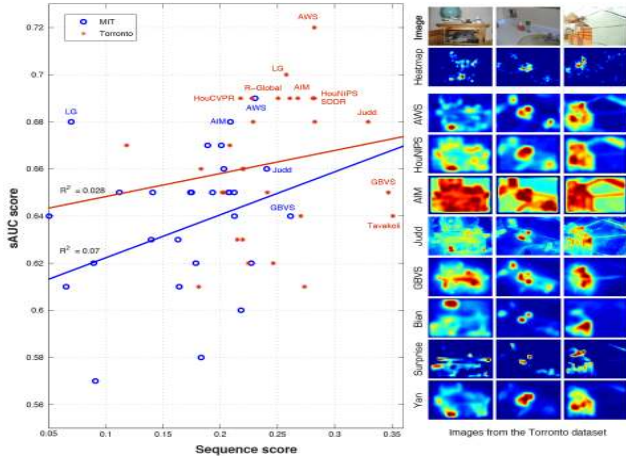 MIT
Torronto
AWS
LG
HouCVPR
R-Global
AIM
HouNIPS
SDOR
AWS
LG
AIM
Judd
Judd
GBVS
GBVS
Tavakoli
R² = 0.028
R² = 0.07
sAUC score
0.72
0.7
0.68
0.66
0.64
0.62
0.6
0.58
0.56
0.05
0.1
0.15
0.2
0.25
0.3
0.35
Sequence score
Image
Heatmap
AWS
HouNIPS
AIM
Judd
GBVS
Bian
Surprise
Yan
Images from the Torronto dataset